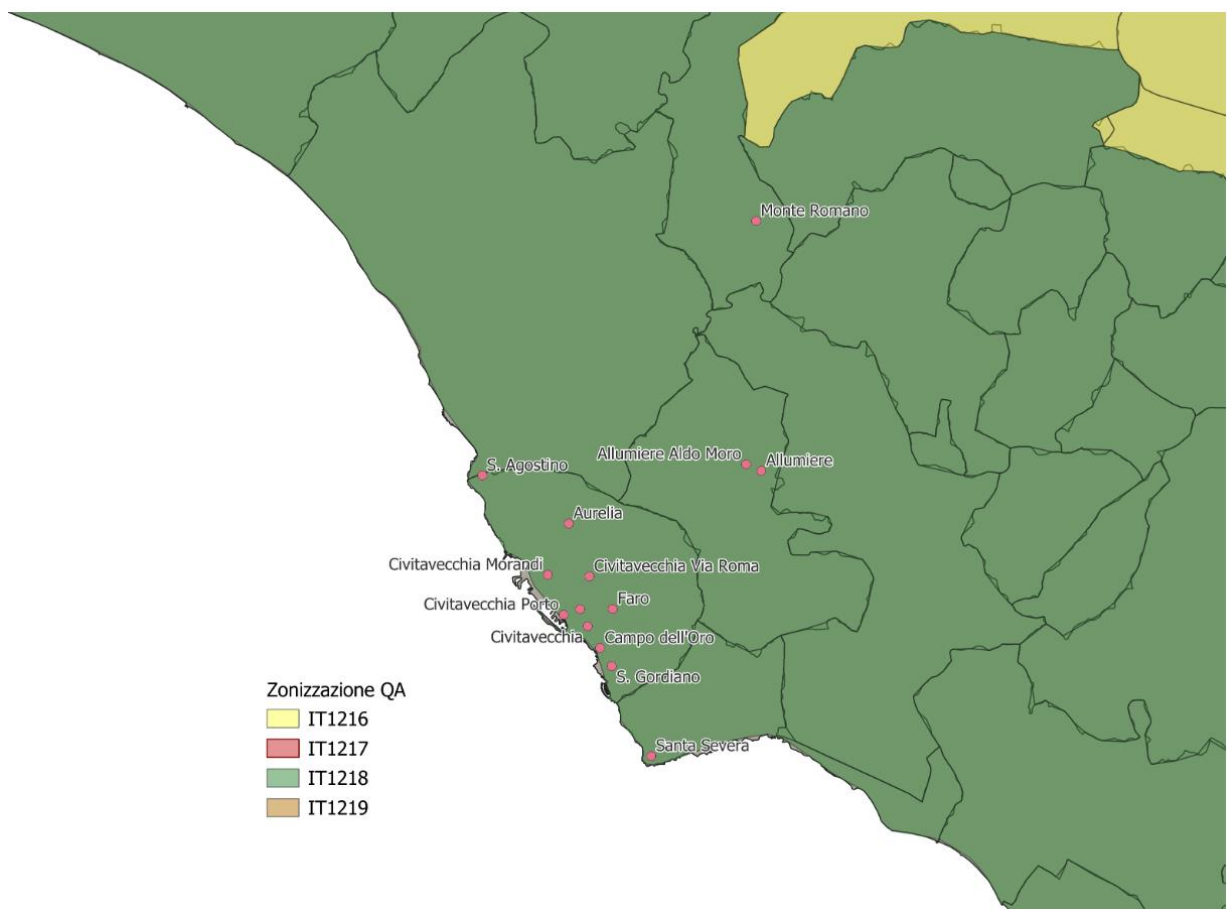 Monte Romano
Allumiere Aldo Moro
Allumiere
S. Agostino
Aurelia
Civitavecchia Morandi
Civitavecchia Via Roma
Civitavecchia Porto
Faro
Civitavecchia
Campo dell'Oro
S. Gordiano
Santa Severa
Zonizzazione QA
IT1216
IT1217
IT1218
IT1219